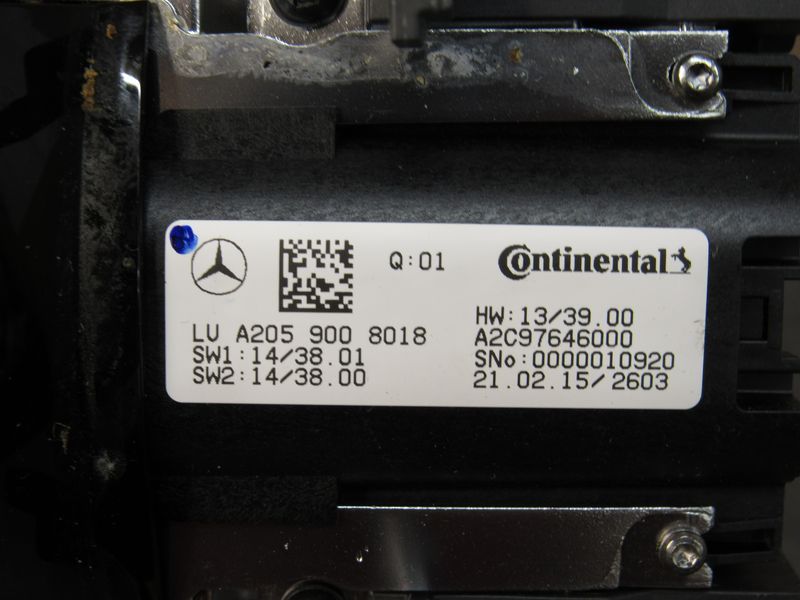 Q:01
Continental
HW:13/39.00
LV A205 900 8018
A2C97646000
SW1:14/38.01
SNo:0000010920
SW2:14/38.00
21.02.15/2603